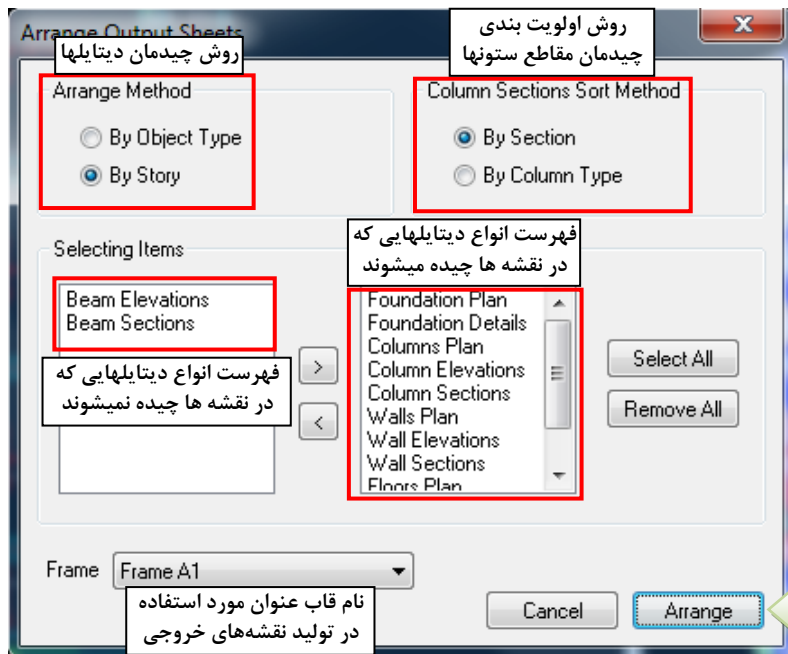 Arrange Output Sheets
روش چیدمان دیتایلها
روش اولویت بندی
چیدمان مقاطع ستونها
Arrange Method
By Object Type
By Story
Column Sections Sort Method
By Section
By Column Type
Selecting Items
فهرست انواع دیتایلهایی که
در نقشه ها چیده میشوند
Beam Elevations
Beam Sections
فهرست انواع دیتایلهایی که
در نقشه ها چیده نمیشوند
>
<
Foundation Plan
Foundation Details
Columns Plan
Column Elevations
Column Sections
Walls Plan
Wall Elevations
Wall Sections
Floors Plan
Select All
Remove All
Frame
Frame A1
نام قاب عنوان مورد استفاده
در تولید نقشه‌های خروجی
Cancel
Arrange